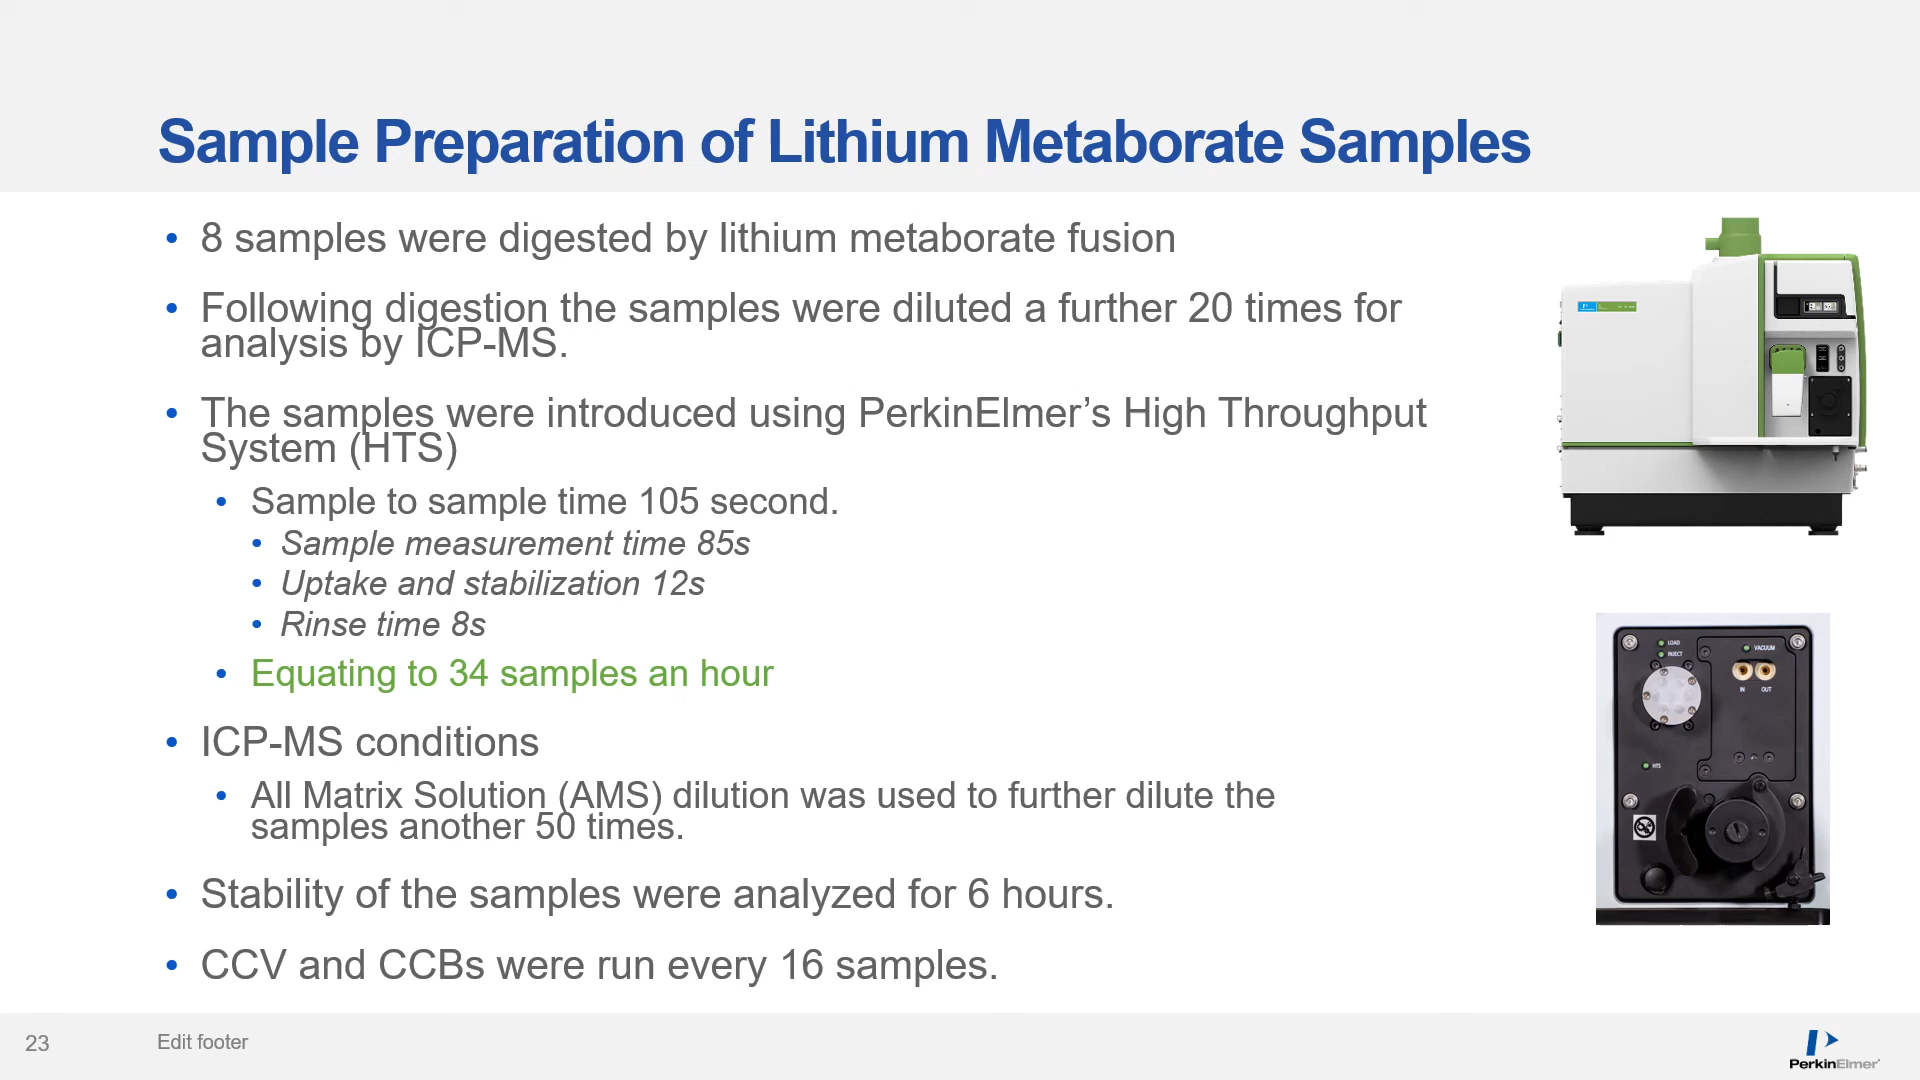 Sample Preparation of Lithium Metaborate Samples
• 8 samples were digested by lithium metaborate fusion
• Following digestion the samples were diluted a further 20 times for
analysis by ICP-MS.
• The samples were introduced using PerkinElmer’s High Throughput
System (HTS)
• Sample to sample time 105 second.
• Sample measurement time 85s
• Uptake and stabilization 12s
• Rinse time 8s
• Equating to 34 samples an hour
• ICP-MS conditions
• All Matrix Solution (AMS) dilution was used to further dilute the
samples another 50 times.
• Stability of the samples were analyzed for 6 hours.
• CCV and CCBs were run every 16 samples.
LOAD
INJECT
VACUUM
IN OUT
HTS
23 Edit footer
PerkinElmer